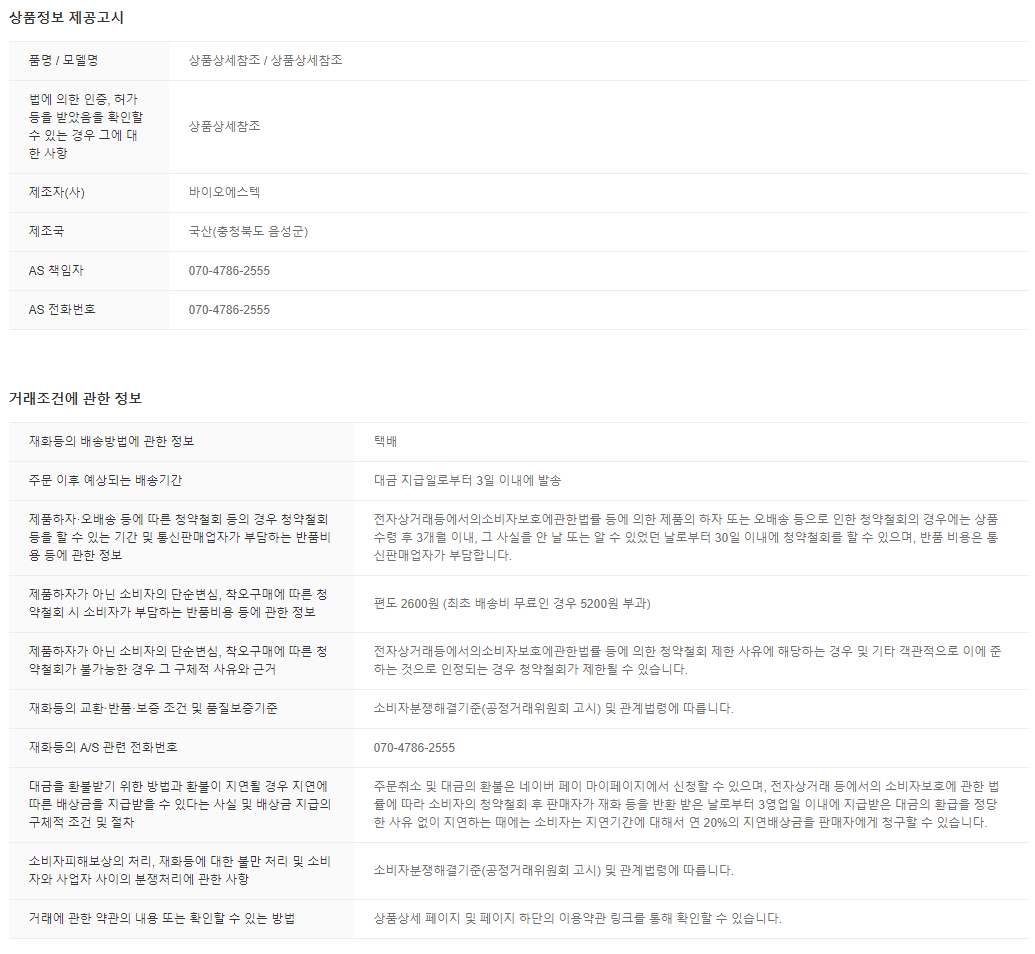 상품정보 제공고시
품명 / 모델명
상품상세참조 / 상품상세참조
법에 의한 인증, 허가
등을 받았음을 확인할
수 있는 경우 그에 대
한 사항
상품상세참조
제조자(사)
바이오에스텍
제조국
국산(충청북도 음성군)
AS 책임자
070-4786-2555
AS 전화번호
070-4786-2555
거래조건에 관한 정보
재화등의 배송방법에 관한 정보
택배
주문 이후 예상되는 배송기간
대금 지급일로부터 3일 이내에 발송
제품하자·오배송 등에 따른 청약철회 등의 경우 청약철회
등을 할 수 있는 기간 및 통신판매업자가 부담하는 반품비
용 등에 관한 정보
전자상거래등에서의소비자보호에관한법률 등에 의한 제품의 하자 또는 오배송 등으로 인한 청약철회의 경우에는 상품
수령 후 3개월 이내, 그 사실을 안 날 또는 알 수 있었던 날로부터 30일 이내에 청약철회를 할 수 있으며, 반품 비용은 통
신판매업자가 부담합니다.
제품하자가 아닌 소비자의 단순변심, 착오구매에 따른 청
약철회 시 소비자가 부담하는 반품비용 등에 관한 정보
편도 2600원 (최초 배송비 무료인 경우 5200원 부과)
제품하자가 아닌 소비자의 단순변심, 착오구매에 따른 청
약철회가 불가능한 경우 그 구체적 사유와 근거
전자상거래등에서의소비자보호에관한법률 등에 의한 청약철회 제한 사유에 해당하는 경우 및 기타 객관적으로 이에 준
하는 것으로 인정되는 경우 청약철회가 제한될 수 있습니다.
재화등의 교환·반품·보증 조건 및 품질보증기준
소비자분쟁해결기준(공정거래위원회 고시) 및 관계법령에 따릅니다.
재화등의 A/S 관련 전화번호
070-4786-2555
대금을 환불받기 위한 방법과 환불이 지연될 경우 지연에
따른 배상금을 지급받을 수 있다는 사실 및 배상금 지급의
구체적 조건 및 절차
주문취소 및 대금의 환불은 네이버 페이 마이페이지에서 신청할 수 있으며, 전자상거래 등에서의 소비자보호에 관한 법
률에 따라 소비자의 청약철회 후 판매자가 재화 등을 반환 받은 날로부터 3영업일 이내에 지급받은 대금의 환급을 정당
한 사유 없이 지연하는 때에는 소비자는 지연기간에 대해서 연 20%의 지연배상금을 판매자에게 청구할 수 있습니다.
소비자피해보상의 처리, 재화등에 대한 불만 처리 및 소비
자와 사업자 사이의 분쟁처리에 관한 사항
소비자분쟁해결기준(공정거래위원회 고시) 및 관계법령에 따릅니다.
거래에 관한 약관의 내용 또는 확인할 수 있는 방법
상품상세 페이지 및 페이지 하단의 이용약관 링크를 통해 확인할 수 있습니다.